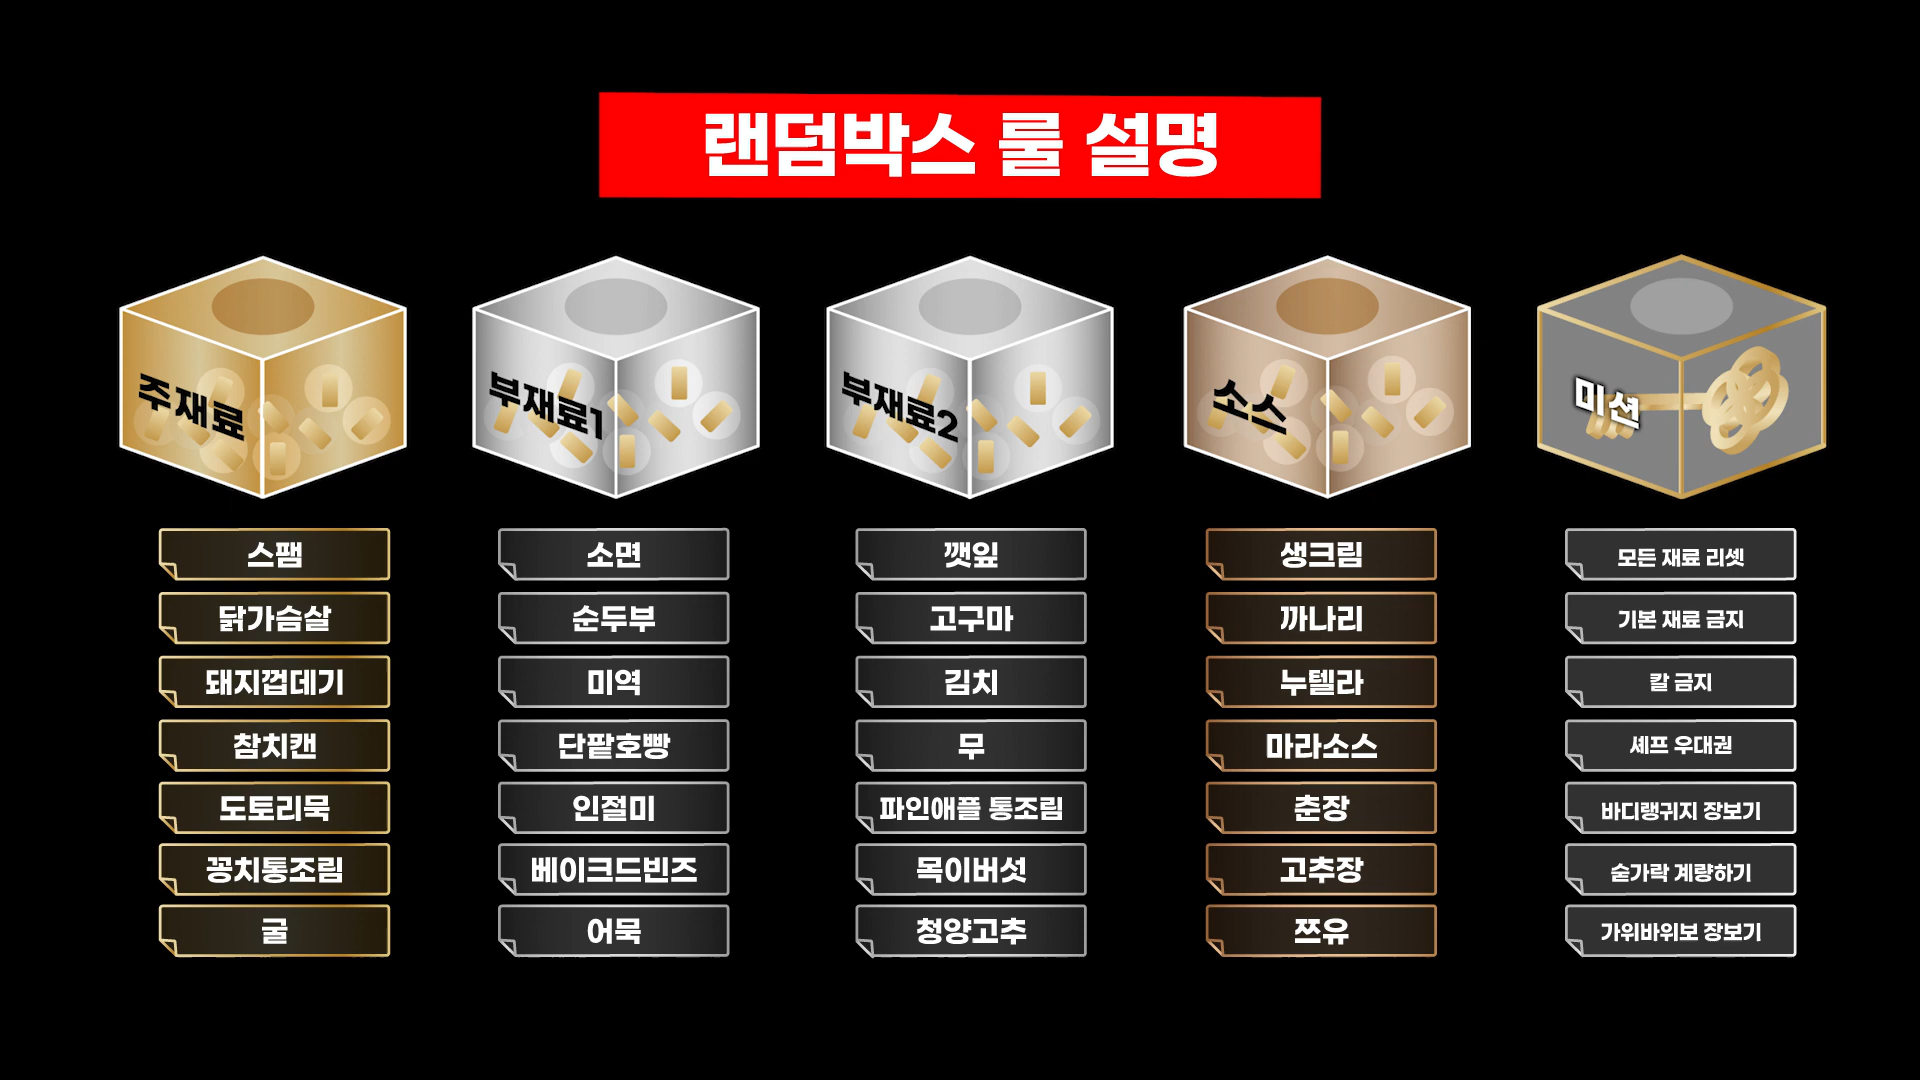 랜덤박스 룰 설명
주재료
스팸
닭가슴살
돼지껍데기
참치캔
도토리묵
꽁치통조림
굴
부재료1
소면
순두부
미역
단팥호빵
인절미
베이크드빈즈
어묵
부재료2
깻잎
고구마
김치
무
파인애플 통조림
목이버섯
청양고추
소스
생크림
까나리
누텔라
마라소스
춘장
고추장
쯔유
미션
모든 재료 리셋
기본 재료 금지
칼 금지
셰프 우대권
바디랭귀지 장보기
숟가락 계량하기
가위바위보 장보기